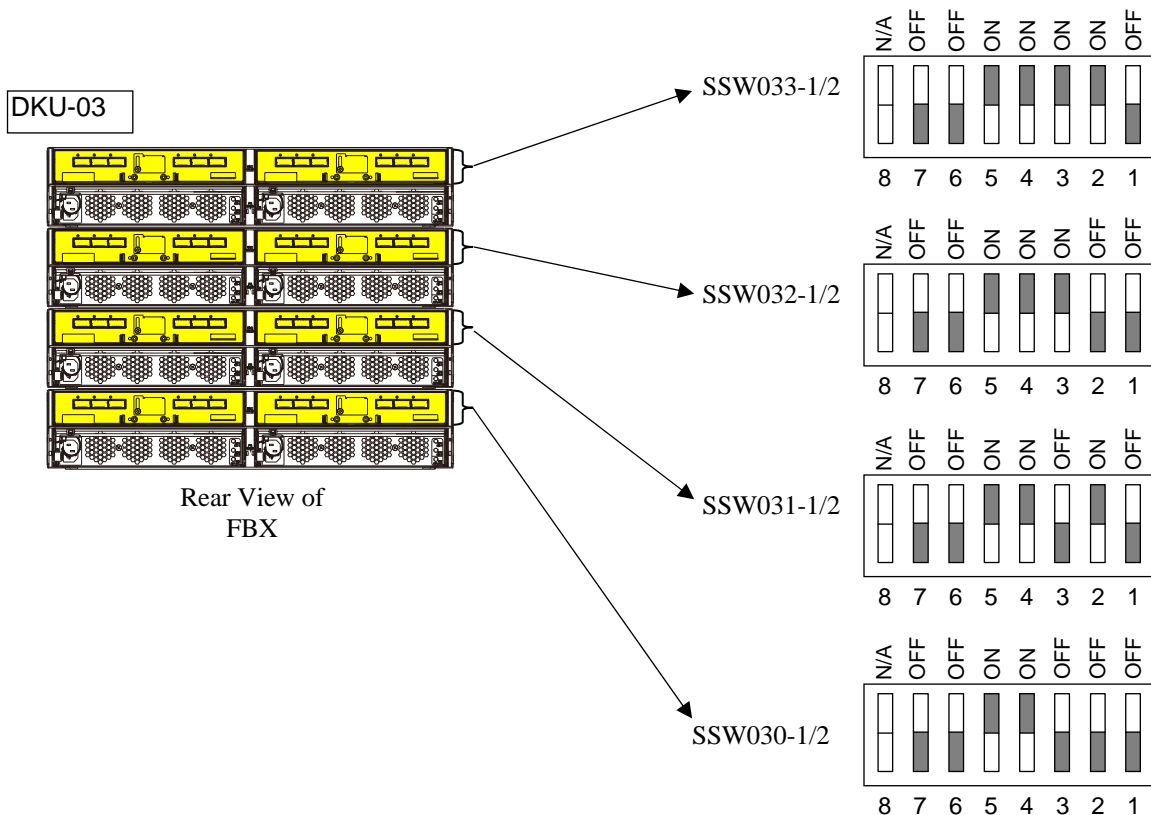 DKU-03
Rear View of
FBX
SSW033-1/2
N/A OFF OFF ON ON ON ON OFF
8 7 6 5 4 3 2 1
SSW032-1/2
N/A OFF OFF ON ON ON OFF OFF
8 7 6 5 4 3 2 1
SSW031-1/2
N/A OFF OFF ON ON OFF ON OFF
8 7 6 5 4 3 2 1
SSW030-1/2
N/A OFF OFF ON ON OFF OFF OFF
8 7 6 5 4 3 2 1